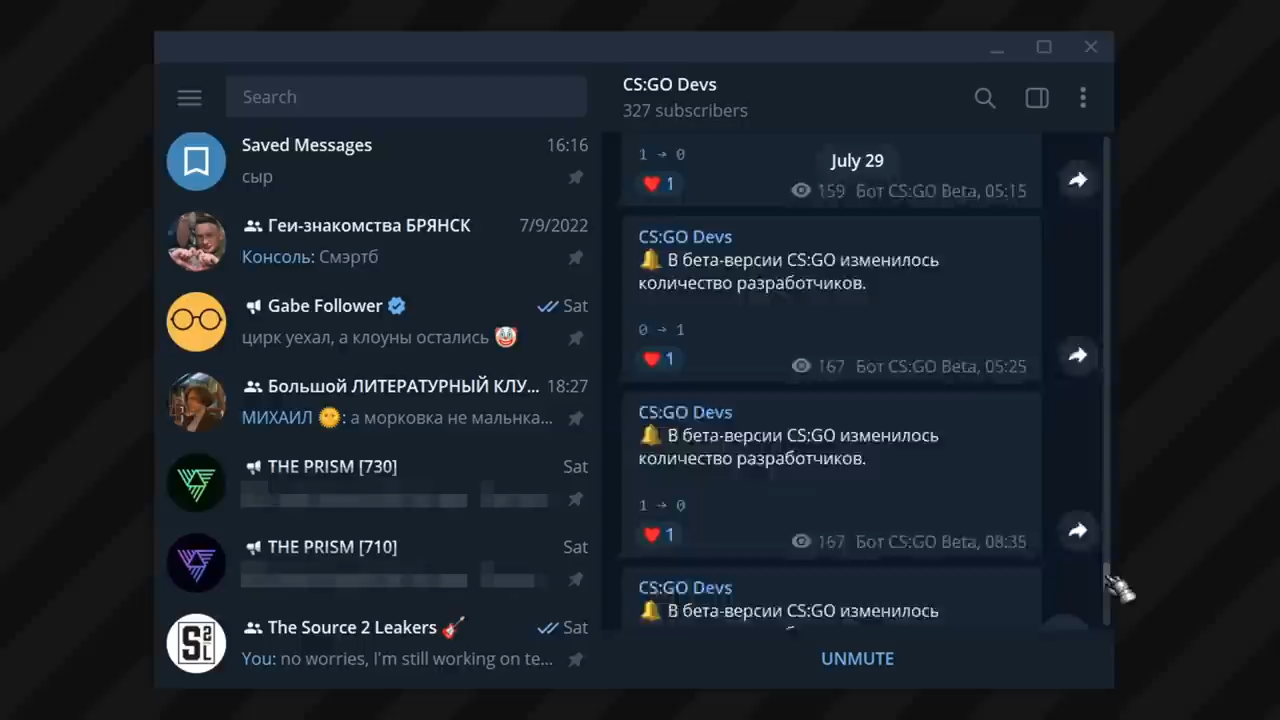 Search
Saved Messages 16:16
сыр
Геи-знакомства БРЯНСК 7/9/2022
Консоль: Смэртб
Gabe Follower Sat
цирк уехал, а клоуны остались 🤡
Большой ЛИТЕРАТУРНЫЙ КЛУ... 18:27
МИХАИЛ 🌞: а морковка не мальнка...
THE PRISM [730] Sat
THE PRISM [710] Sat
The Source 2 Leakers 🎸 Sat
S2L
You: no worries, I'm still working on te...
CS:GO Devs
327 subscribers
1 → 0
July 29
❤️ 1 159 Бот CS:GO Beta, 05:15
CS:GO Devs
🔔 В бета-версии CS:GO изменилось
количество разработчиков.
0 → 1
❤️ 1 167 Бот CS:GO Beta, 05:25
CS:GO Devs
🔔 В бета-версии CS:GO изменилось
количество разработчиков.
1 → 0
❤️ 1 167 Бот CS:GO Beta, 08:35
CS:GO Devs
🔔 В бета-версии CS:GO изменилось
UNMUTE